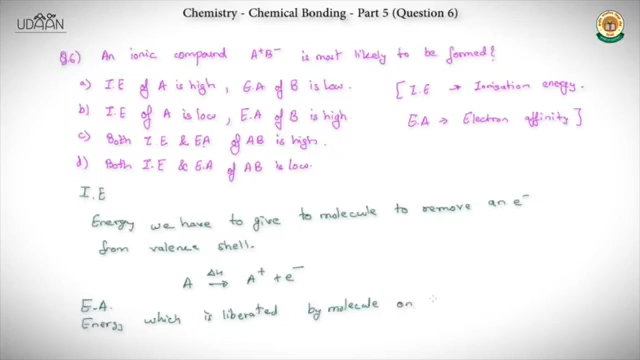 UDAAN
Chemistry - Chemical Bonding - Part 5 (Question 6)
Q.6) An ionic compound A⁺B⁻ is most likely to be formed?
a) I.E of A is high, E.A of B is low.
[ I.E → Ionisation energy.
b) I.E of A is low, E.A. of B is high.
E.A → Electron affinity ]
c) Both I.E & EA of AB is high.
d) Both I.E & E.A of AB is low.
I.E
Energy we have to give to molecule to remove an e⁻
from valence shell.
A ΔH → A⁺ + e⁻
E.A.
Energy which is liberated by molecule on